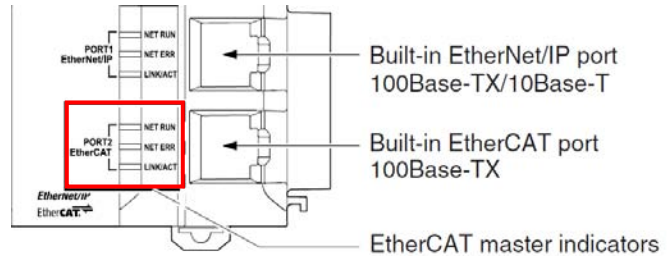 PORT1
EtherNet/IP
NET RUN
NET ERR
LINK/ACT
Built-in EtherNet/IP port
100Base-TX/10Base-T
PORT2
EtherCAT
NET RUN
NET ERR
LINK/ACT
Built-in EtherCAT port
100Base-TX
EtherNet/IP
EtherCAT
EtherCAT master indicators